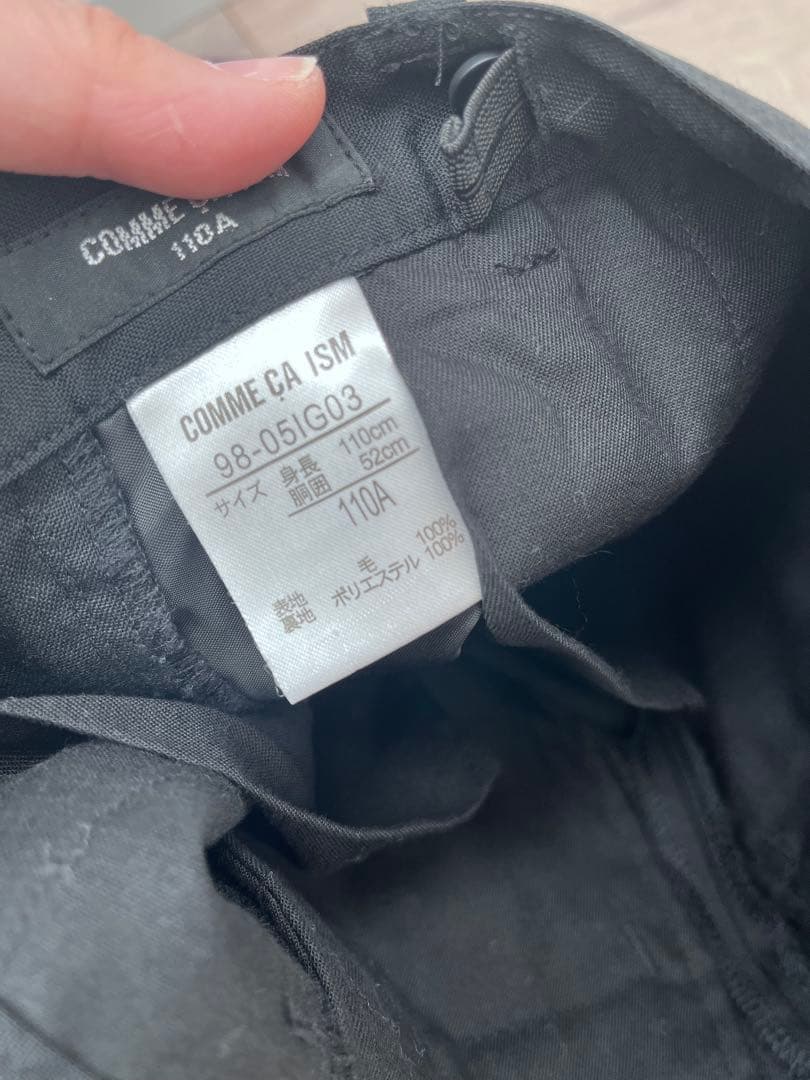 COMME ÇA
110A
COMME ÇA ISM
98-05IG03
サイズ 身長 110cm
胴囲 52cm
110A
表地 毛 100%
裏地 ポリエステル 100%